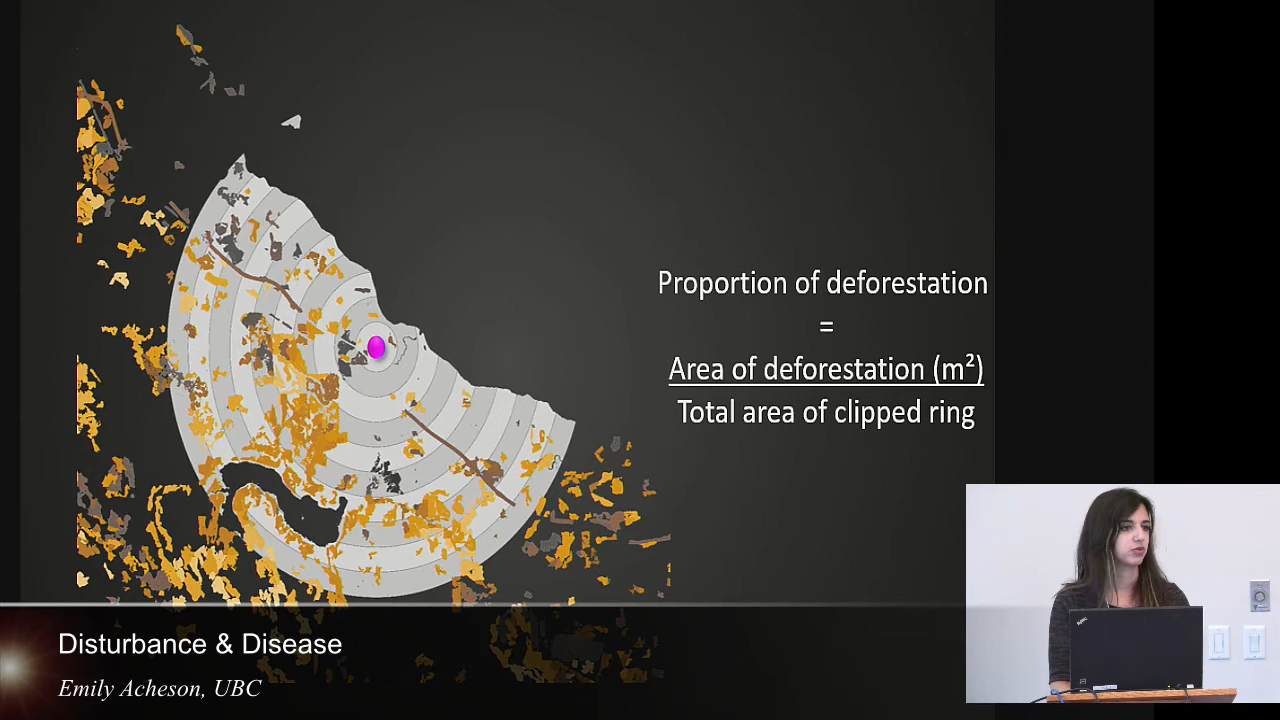 Proportion of deforestation
=
Area of deforestation (m²)
Total area of clipped ring
Disturbance & Disease
Emily Acheson, UBC